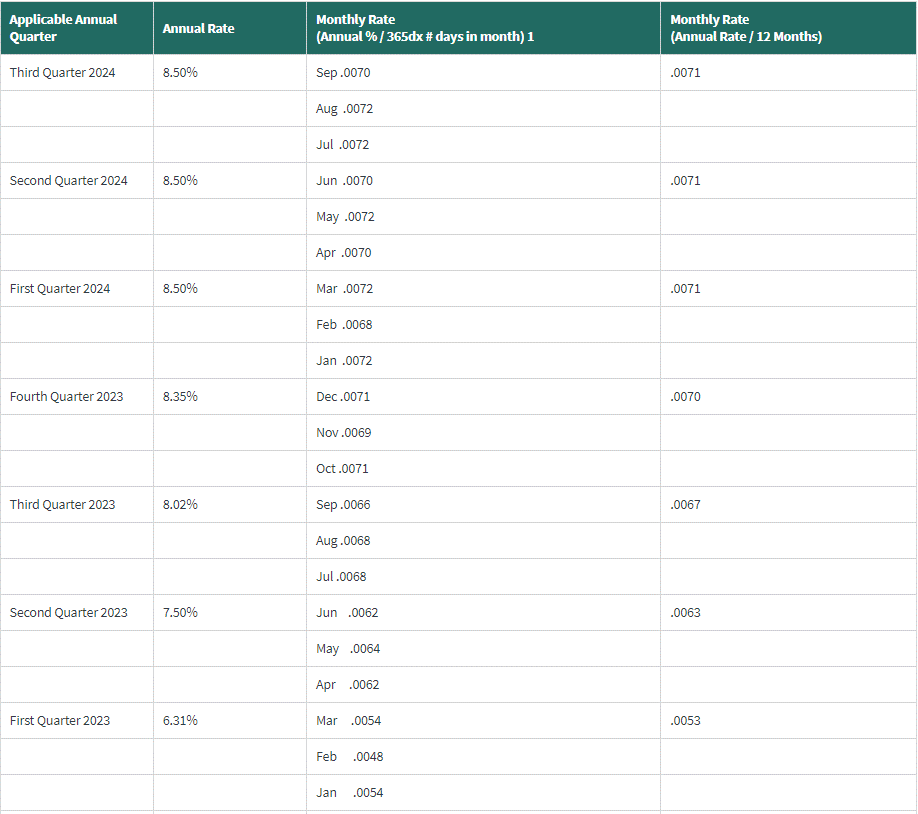 Applicable Annual Quarter Annual Rate Monthly Rate (Annual % / 365dx # days in month) 1 Monthly Rate (Annual Rate / 12 Months)
Third Quarter 2024 8.50% Sep .0070 .0071
Aug .0072
Jul .0072
Second Quarter 2024 8.50% Jun .0070 .0071
May .0072
Apr .0070
First Quarter 2024 8.50% Mar .0072 .0071
Feb .0068
Jan .0072
Fourth Quarter 2023 8.35% Dec .0071 .0070
Nov .0069
Oct .0071
Third Quarter 2023 8.02% Sep .0066 .0067
Aug .0068
Jul .0068
Second Quarter 2023 7.50% Jun .0062 .0063
May .0064
Apr .0062
First Quarter 2023 6.31% Mar .0054 .0053
Feb .0048
Jan .0054